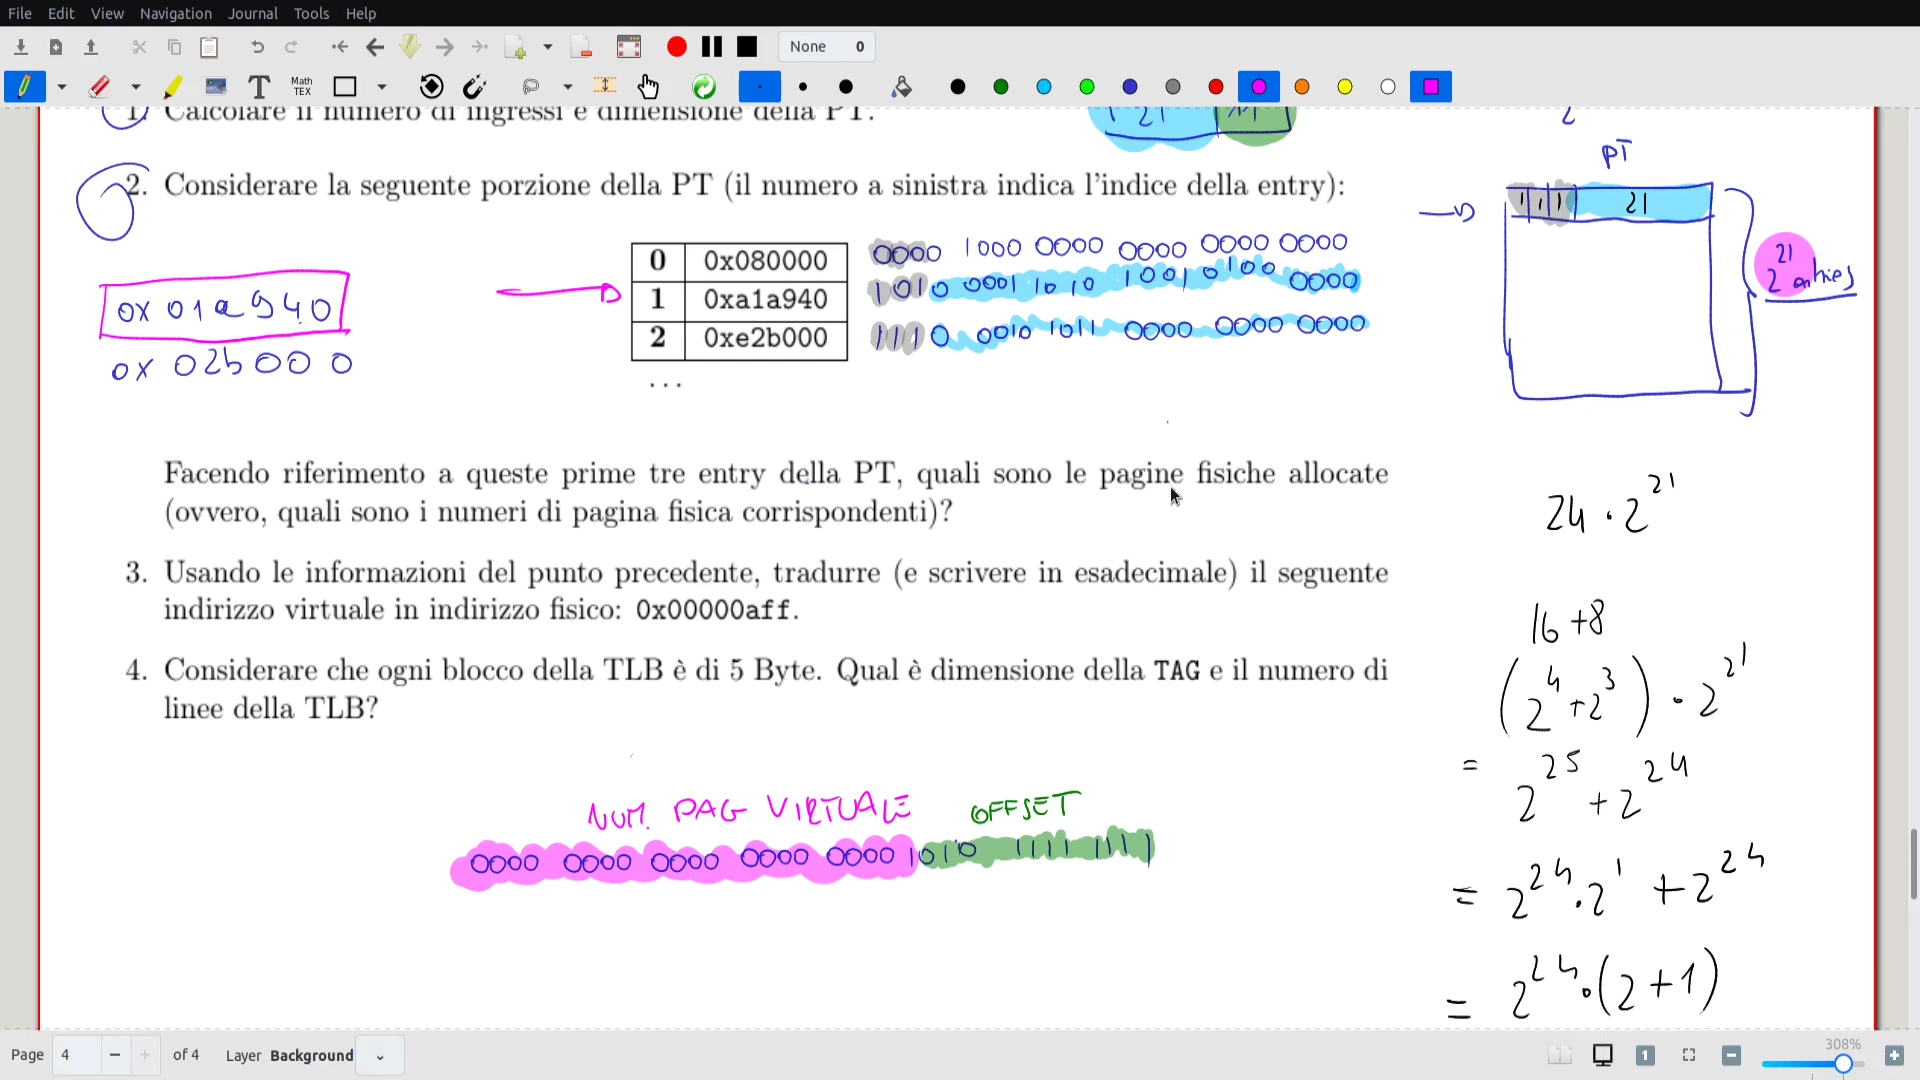 File Edit View Navigation Journal Tools Help
None 0
T Math TEX
1. Calcolare il numero di ingressi e dimensione della PT.
21 11
PT
2. Considerare la seguente porzione della PT (il numero a sinistra indica l'indice della entry):
1 1 1 21
2^21 entries
0 0x080000 0000 1000 0000 0000 0000 0000
1 0xa1a940 1010 0001 1010 1001 0100 0000
2 0xe2b000 1110 0010 1011 0000 0000 0000
...
0x 01a940
0x 02b000
Facendo riferimento a queste prime tre entry della PT, quali sono le pagine fisiche allocate
(ovvero, quali sono i numeri di pagina fisica corrispondenti)?
24 · 2^21
3. Usando le informazioni del punto precedente, tradurre (e scrivere in esadecimale) il seguente
indirizzo virtuale in indirizzo fisico: 0x00000aff.
16+8
4. Considerare che ogni blocco della TLB è di 5 Byte. Qual è dimensione della TAG e il numero di
linee della TLB?
(2^4 + 2^3) · 2^21
= 2^25 + 2^24
NUM. PAG VIRTUALE OFFSET
0000 0000 0000 0000 0000 1010 1111 1111
= 2^24 · 2^1 + 2^24
= 2^24 · (2+1)
Page 4 of 4 Layer Background 308%